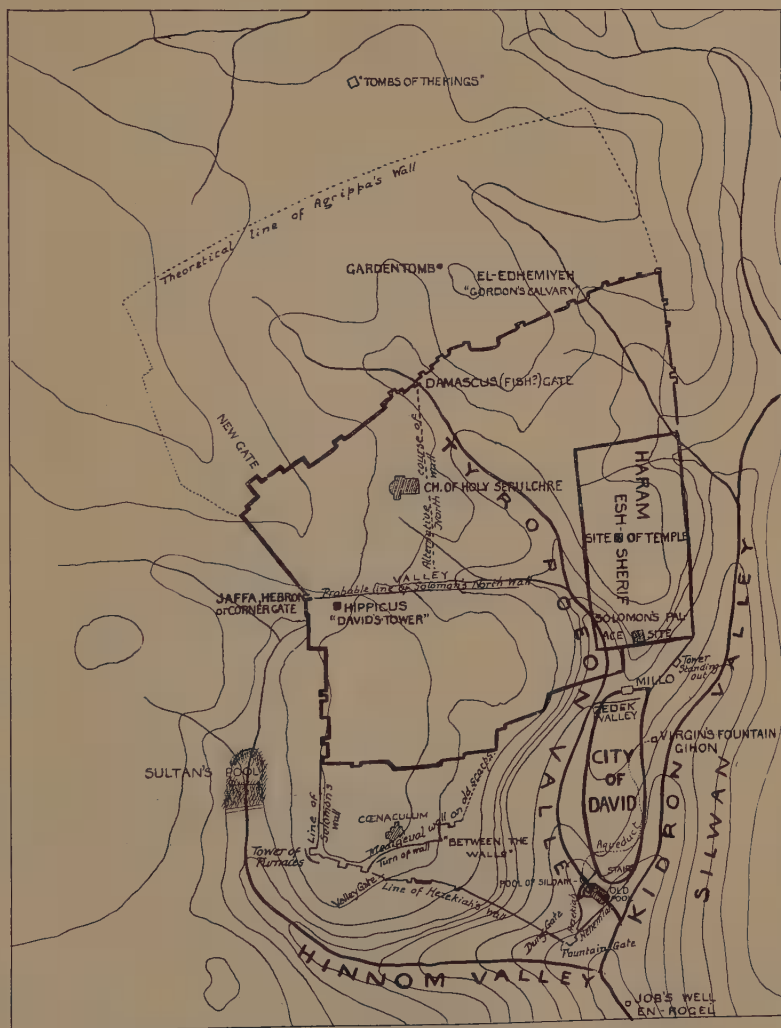 "TOMBS OF THE KINGS"
Theoretical line of Agrippa's Wall
GARDEN TOMB
EL-EDHEMIYEH
"GORDON'S CALVARY"
DAMASCUS (FISH?) GATE
NEW GATE
Alternative course of
North Wall
CH. OF HOLY SEPULCHRE
TYROPOEON VALLEY
HARAM
ESH-SHERIF
SITE OF TEMPLE
VALLEY
Probable line of Solomon's North Wall
JAFFA, HEBRON,
or CORNER GATE
HIPPICUS
"DAVID'S TOWER"
SOLOMON'S PAL-
ACE SITE
Tower
Standing
out
MILLO
ZEDEK
VALLEY
VIRGIN'S FOUNTAIN
GIHON
CITY
OF
DAVID
SULTAN'S POOL
Line of
Solomon's
Wall
CŒNACULUM
Mediaeval wall on old scarps
Turn of wall
"BETWEEN THE
WALLS"
Tower of
Furnaces
Aqueduct
STAIRS
POOL OF SILOAM
OLD
POOL
Valley Gate
Line of Hezekiah's Wall
Dung Gate
Hezekiah
Nehemiah
Fountain Gate
HINNOM VALLEY
KIDRON VALLEY
SILWAN
JOB'S WELL
EN-ROGEL